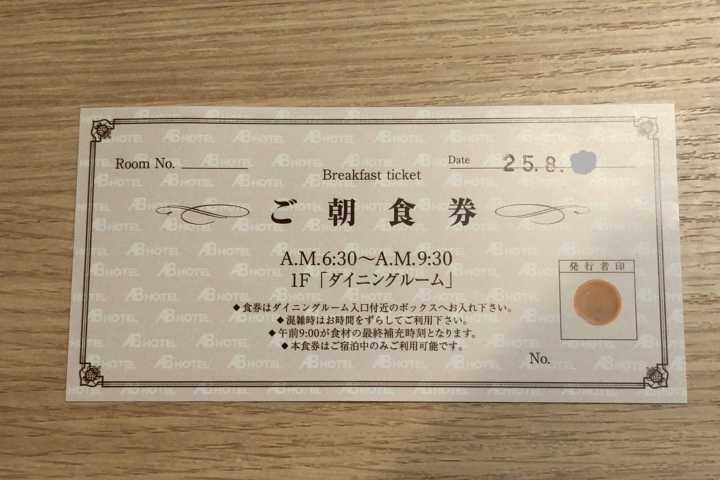 Room No.
Date 25.8.
Breakfast ticket
ご朝食券
A.M.6:30～A.M.9:30
1F「ダイニングルーム」
発行者印
◆食券はダイニングルーム入口付近のボックスへお入れ下さい。
◆混雑時はお時間をずらしてご利用下さい。
◆午前9:00が食材の最終補充時刻となります。
◆本食券はご宿泊中のみご利用可能です。
No.
AB HOTEL